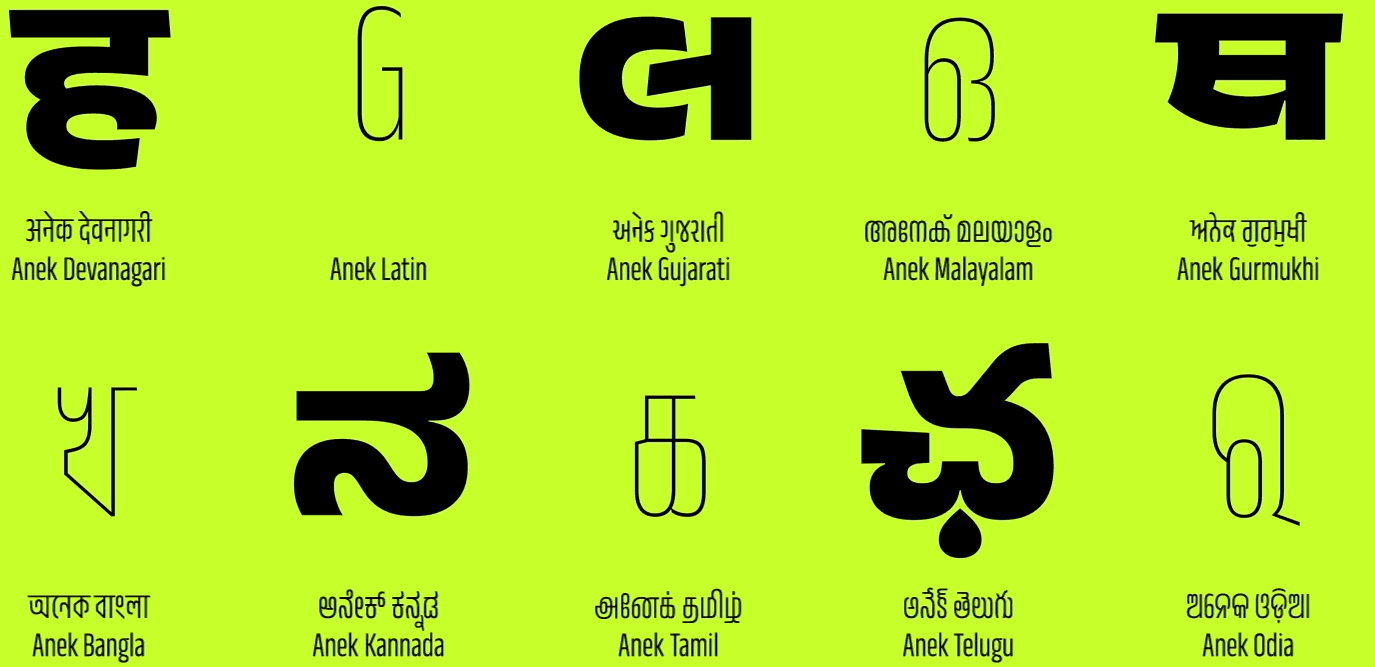 ह G લ ഔ ਥ
अनेक देवनागरी
Anek Devanagari
Anek Latin
અનેક ગુજરાતી
Anek Gujarati
അനേക് മലയാളം
Anek Malayalam
ਅਨੇਕ ਗੁਰਮੁਖੀ
Anek Gurmukhi
খ ನ க ಛ ର
অনেক বাংলা
Anek Bangla
ಅನೇಕ್ ಕನ್ನಡ
Anek Kannada
அனேக் தமிழ்
Anek Tamil
అనేక్ తెలుగు
Anek Telugu
ଅନେକ ଓଡ଼ିଆ
Anek Odia